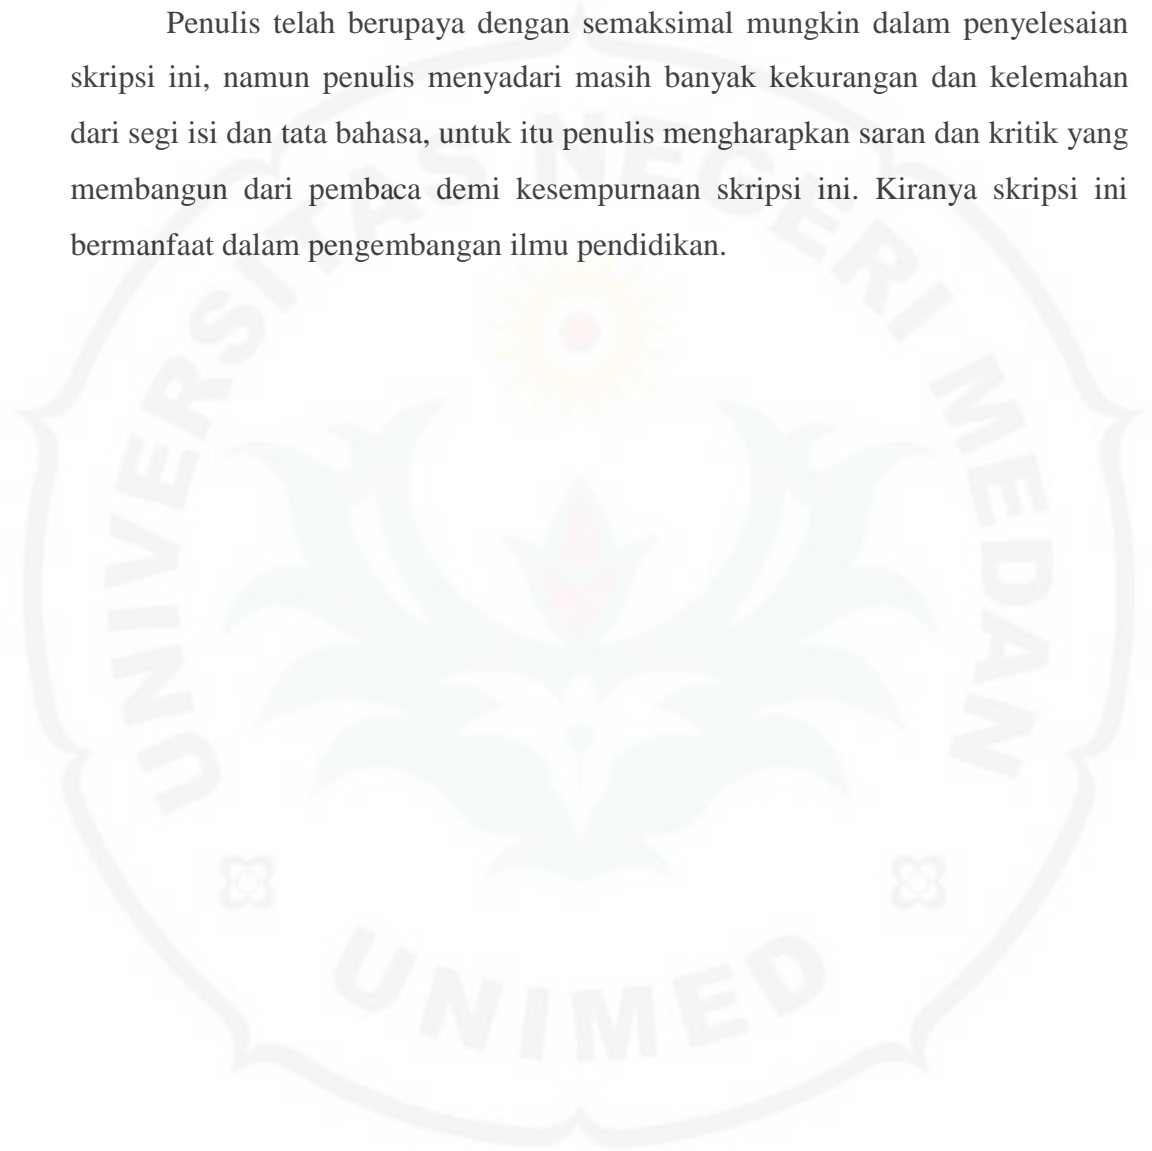 Penulis telah berupaya dengan semaksimal mungkin dalam penyelesaian
skripsi ini, namun penulis menyadari masih banyak kekurangan dan kelemahan
dari segi isi dan tata bahasa, untuk itu penulis mengharapkan saran dan kritik yang
membangun dari pembaca demi kesempurnaan skripsi ini. Kiranya skripsi ini
bermanfaat dalam pengembangan ilmu pendidikan.
UNIVERSITAS NEGERI MEDAN
UNIMED